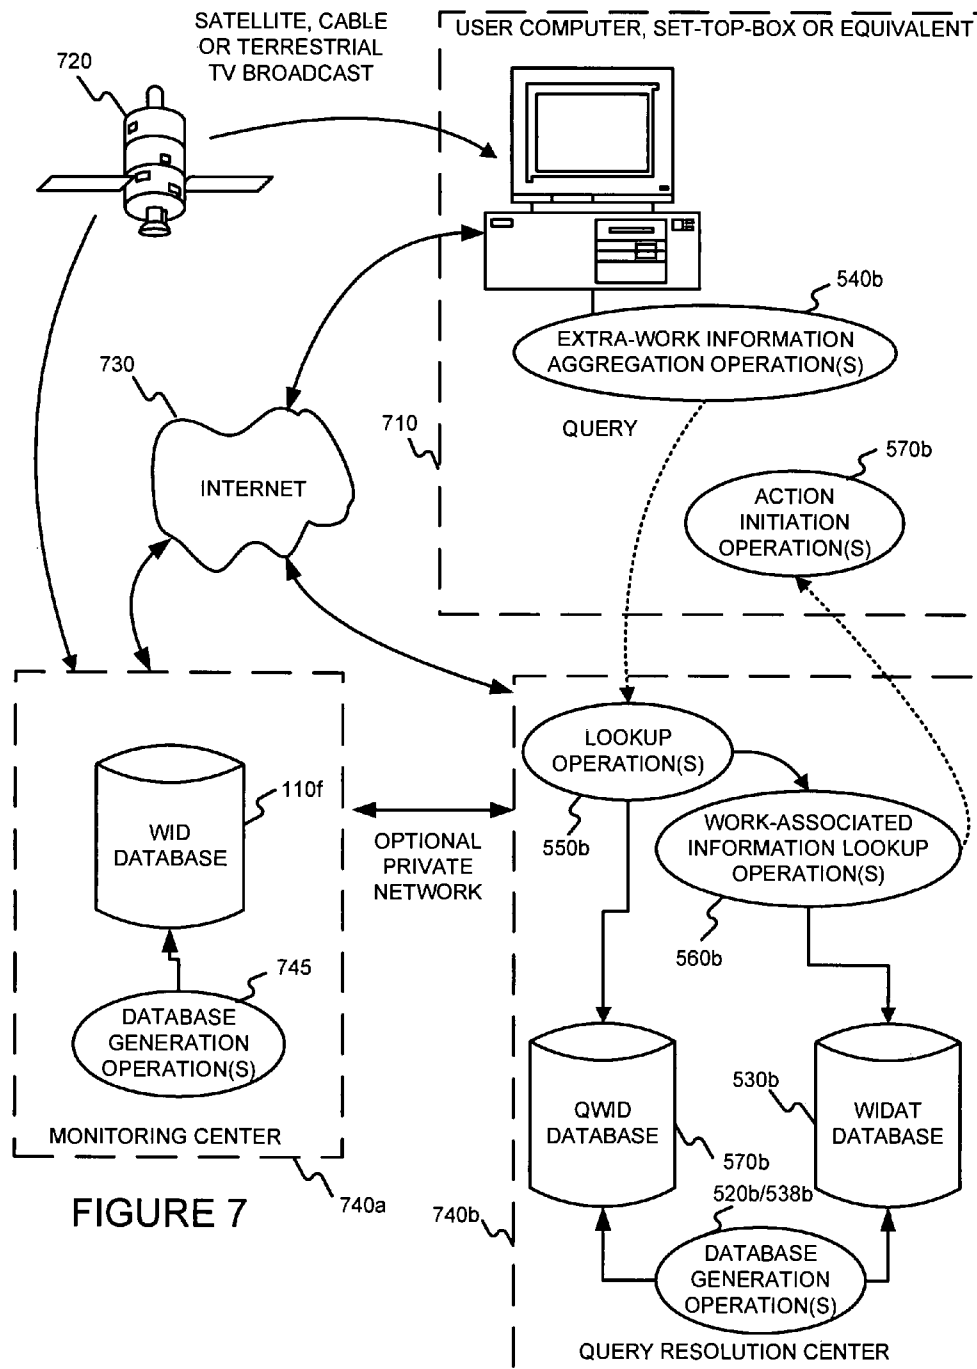 SATELLITE, CABLE
OR TERRESTRIAL
TV BROADCAST
720
USER COMPUTER, SET-TOP-BOX OR EQUIVALENT
540b
EXTRA-WORK INFORMATION
AGGREGATION OPERATION(S)
730
710
QUERY
570b
INTERNET
ACTION
INITIATION
OPERATION(S)
LOOKUP
OPERATION(S)
110f
WID
DATABASE
OPTIONAL
PRIVATE
NETWORK
550b
WORK-ASSOCIATED
INFORMATION LOOKUP
OPERATION(S)
560b
745
DATABASE
GENERATION
OPERATION(S)
QWID
DATABASE
530b
WIDAT
DATABASE
MONITORING CENTER
570b
740a
FIGURE 7
740b
520b/538b
DATABASE
GENERATION
OPERATION(S)
QUERY RESOLUTION CENTER